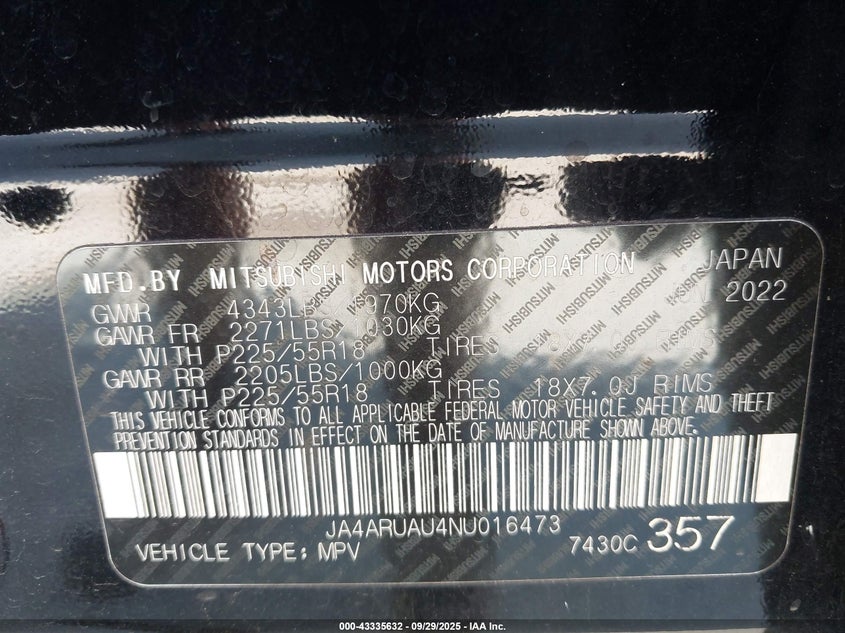 MFD.BY MITSUBISHI MOTORS CORPORATION JAPAN
GVWR 4343LBS 970KG 2022
GAWR FR 2271LBS/1030KG
WITH P225/55R18 TIRES 18X
GAWR RR 2205LBS/1000KG
WITH P225/55R18 TIRES 18X7.0J RIMS
THIS VEHICLE CONFORMS TO ALL APPLICABLE FEDERAL MOTOR VEHICLE SAFETY AND THEFT
PREVENTION STANDARDS IN EFFECT ON THE DATE OF MANUFACTURE SHOWN ABOVE.
JA4ARUAU4NU016473
VEHICLE TYPE: MPV 7430C 357
000-43335632 - 09/29/2025 - IAA Inc.